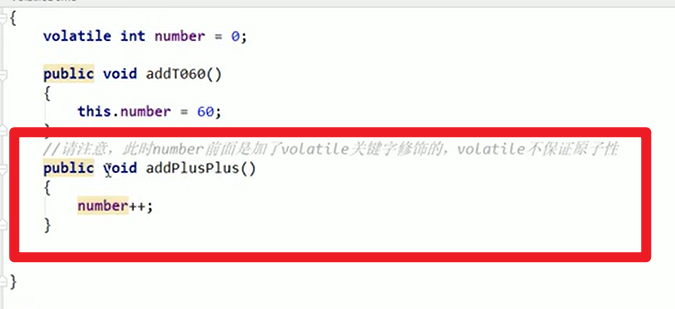 {
volatile int number = 0;
public void addT060()
{
this.number = 60;
}
//请注意，此时number前面是加了volatile关键字修饰的，volatile不保证原子性
public void addPlusPlus()
{
number++;
}
}